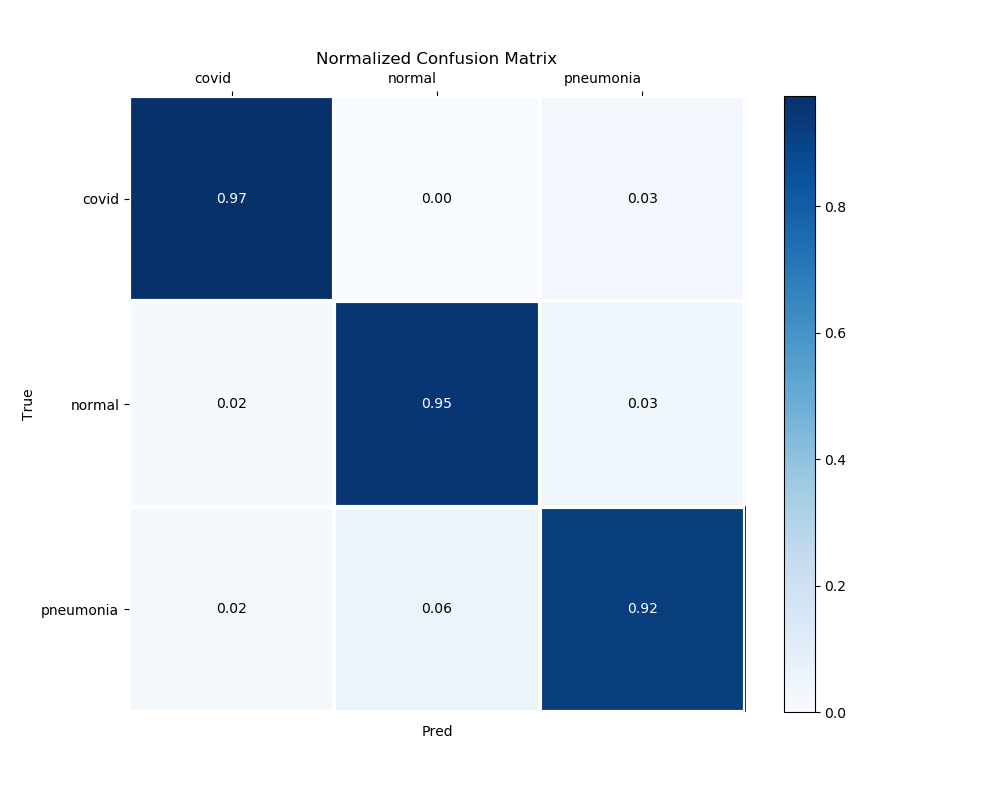 Normalized Confusion Matrix
covid normal pneumonia
covid 0.97 0.00 0.03
normal 0.02 0.95 0.03
pneumonia 0.02 0.06 0.92
True
Pred
0.8
0.6
0.4
0.2
0.0